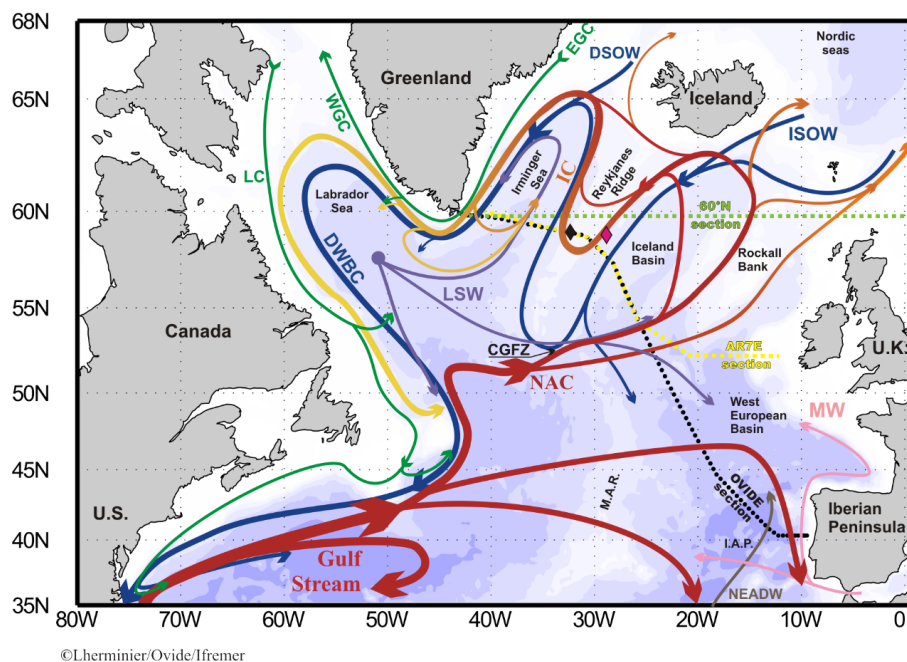 68N
65N
60N
55N
50N
45N
40N
35N
80W
70W
60W
50W
40W
30W
20W
10W
0
Greenland
EGC
DSOW
Nordic
seas
Iceland
ISOW
WGC
LC
Labrador
Sea
Irminger
Sea
IC
Reykjanes
Ridge
60°N
section
DWBC
LSW
Iceland
Basin
Rockall
Bank
Canada
CGFZ
NAC
AR7E
section
U.K.
West
European
Basin
MW
U.S.
M.A.R.
OVIDE
section
Iberian
Peninsula
I.A.P.
Gulf
Stream
NEADW
©Lherminier/Ovide/Ifremer